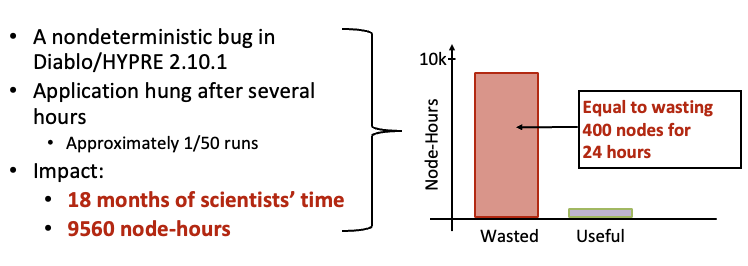 • A nondeterministic bug in
Diablo/HYPRE 2.10.1
• Application hung after several
hours
• Approximately 1/50 runs
• Impact:
• 18 months of scientists’ time
• 9560 node-hours
10k
Node-Hours
Equal to wasting
400 nodes for
24 hours
Wasted
Useful